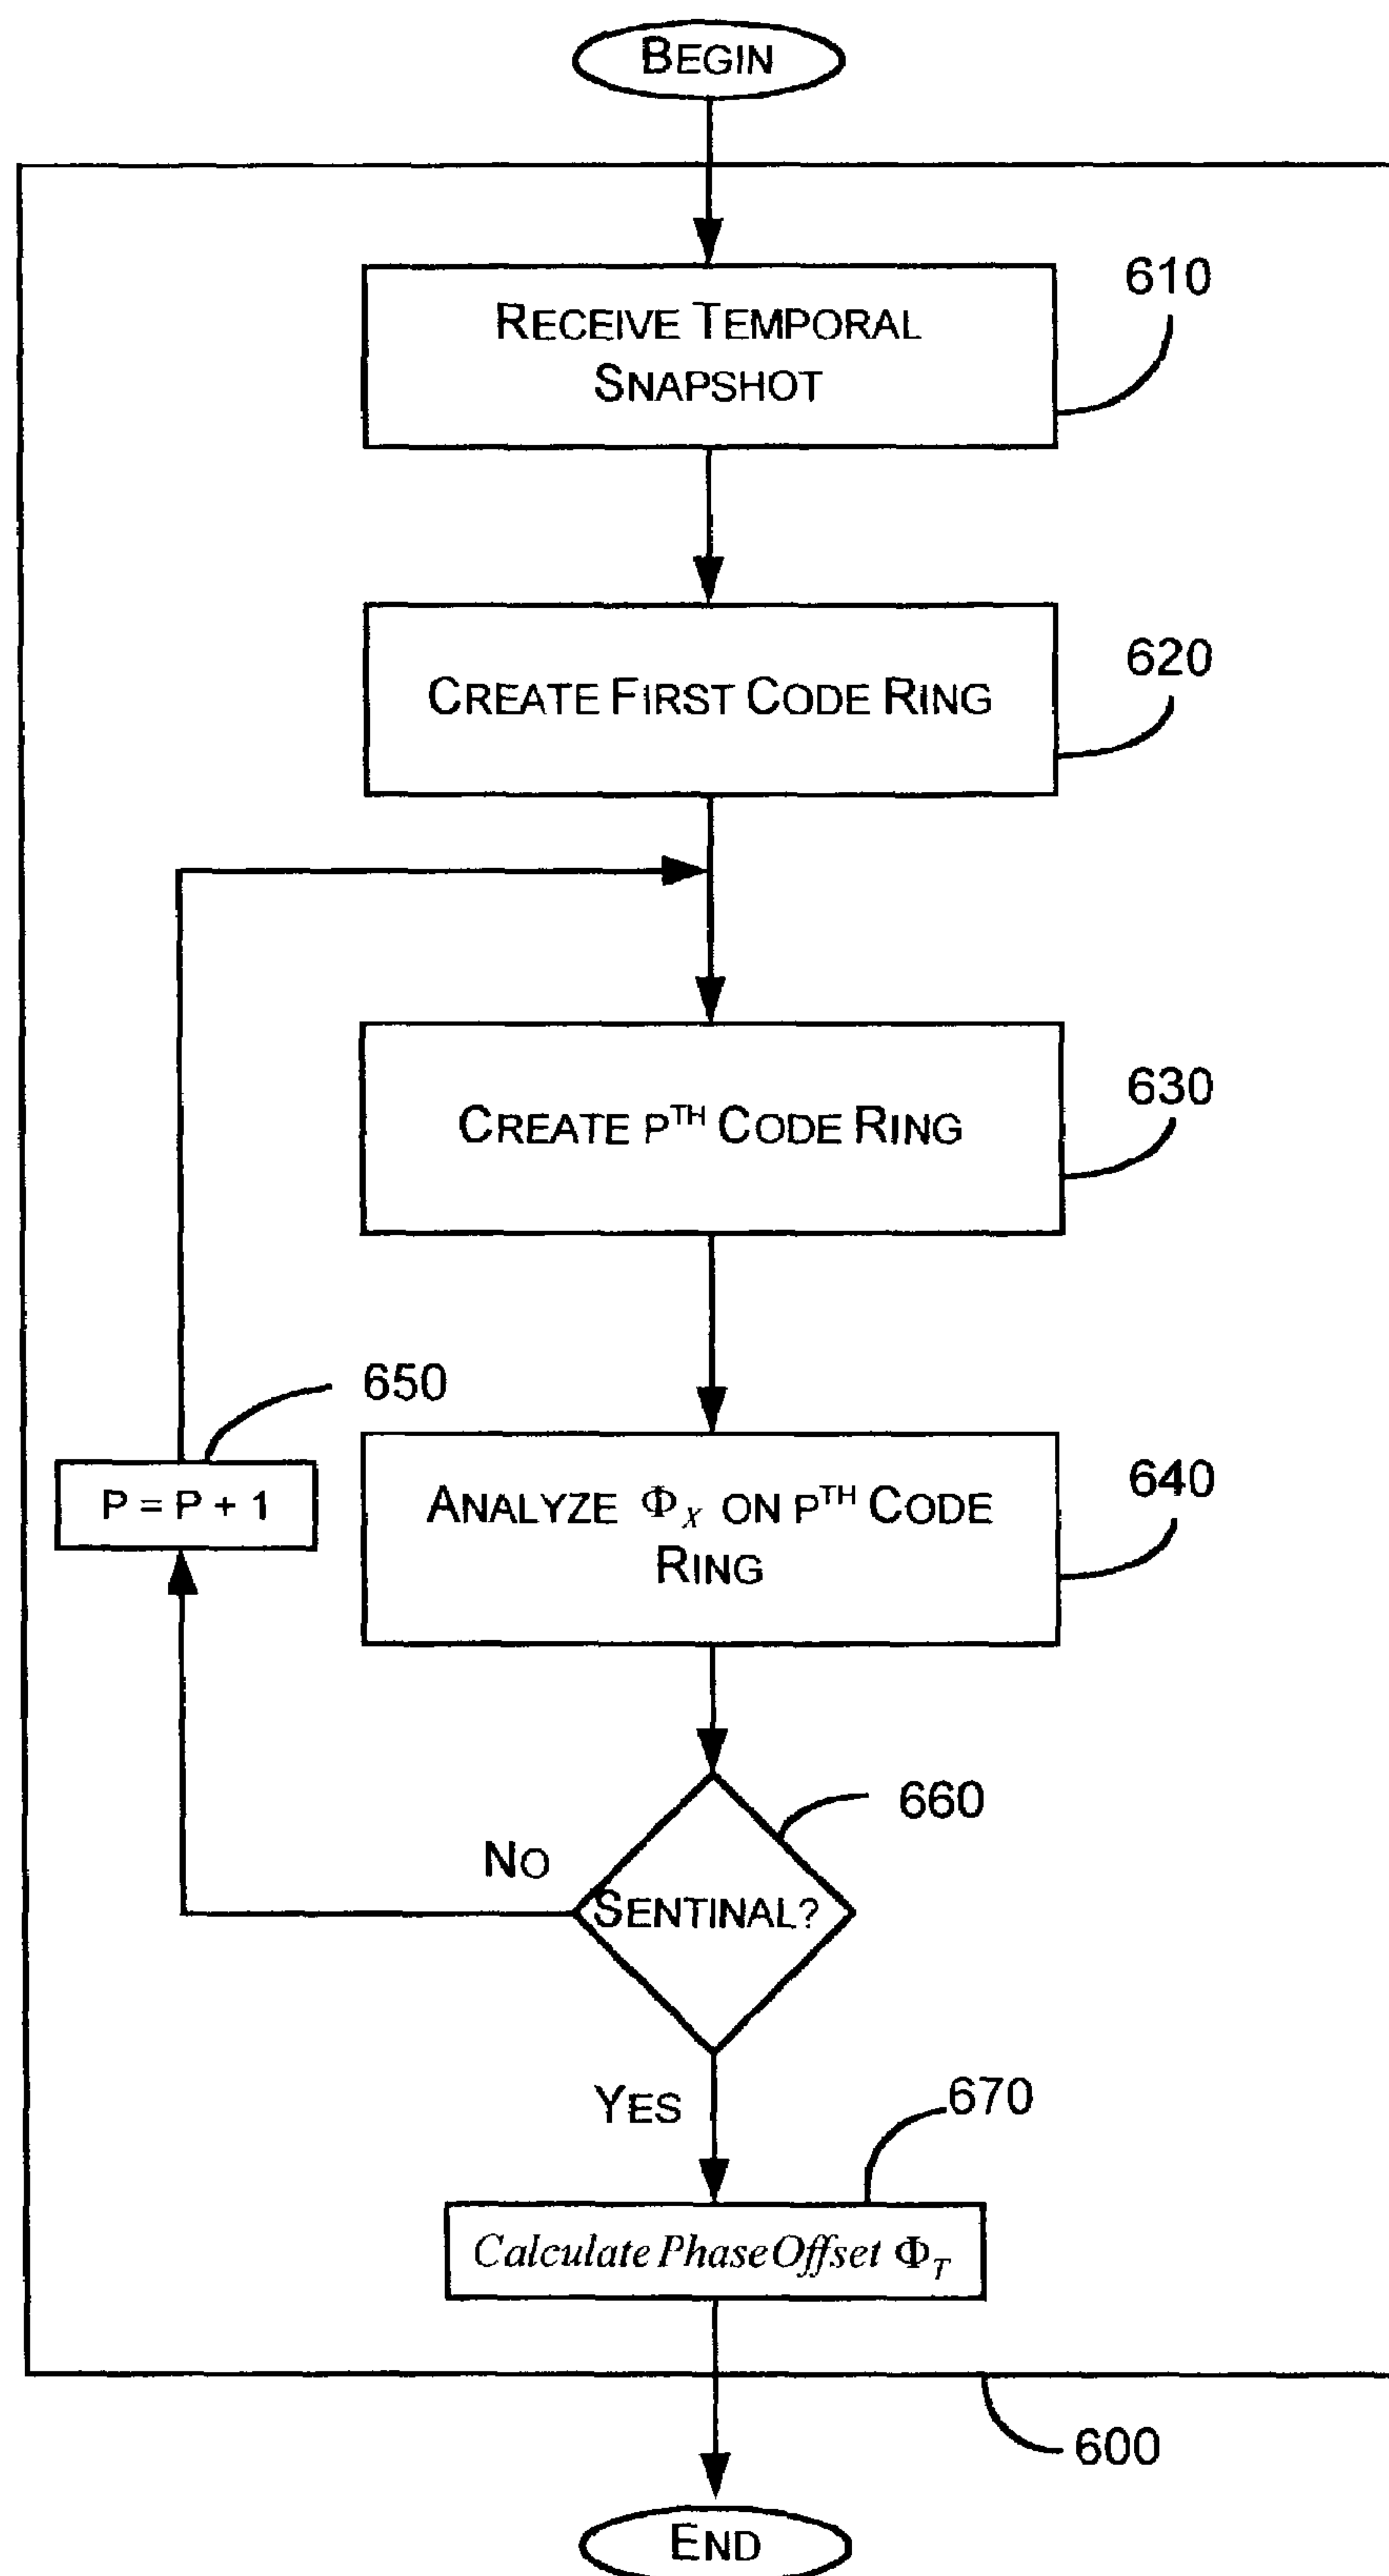 BEGIN
RECEIVE TEMPORAL
SNAPSHOT
610
CREATE FIRST CODE RING
620
CREATE PTH CODE RING
630
650
P = P + 1
ANALYZE ΦX ON PTH CODE
RING
640
660
NO
SENTINAL?
YES
670
Calculate Phase Offset ΦT
600
END